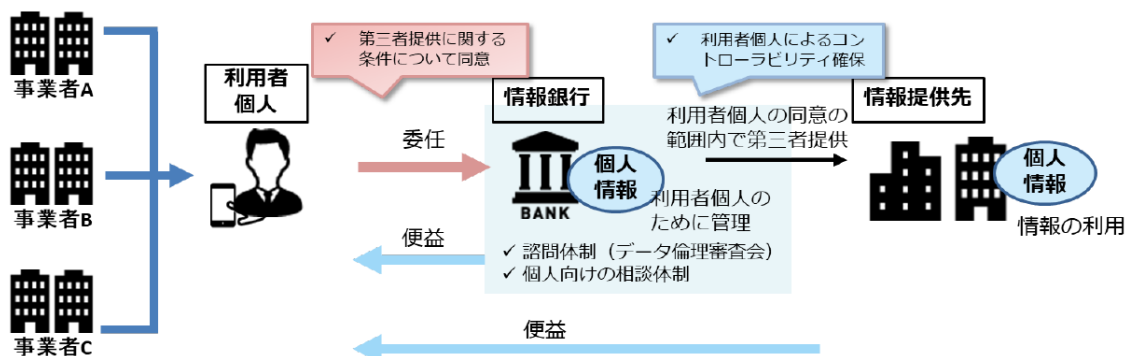 事業者A
事業者B
事業者C
利用者
個人
✓ 第三者提供に関する
条件について同意
委任
便益
情報銀行
BANK
個人
情報
利用者個人の
ために管理
✓ 諮問体制（データ倫理審査会）
✓ 個人向けの相談体制
✓ 利用者個人によるコン
トローラビリティ確保
利用者個人の同意の
範囲内で第三者提供
情報提供先
個人
情報
情報の利用
便益